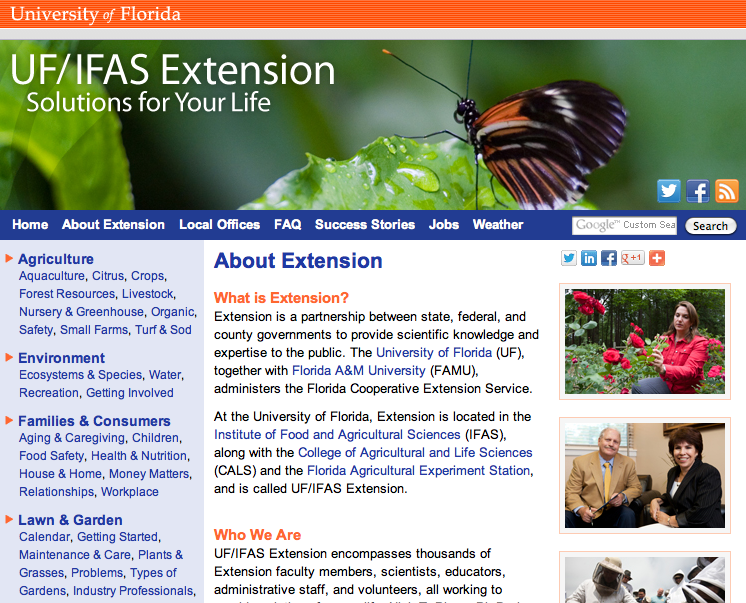 University of Florida
UF/IFAS Extension
Solutions for Your Life
Home About Extension Local Offices FAQ Success Stories Jobs Weather
Google™ Custom Sea
Search
Agriculture
Aquaculture, Citrus, Crops,
Forest Resources, Livestock,
Nursery & Greenhouse, Organic,
Safety, Small Farms, Turf & Sod
Environment
Ecosystems & Species, Water,
Recreation, Getting Involved
Families & Consumers
Aging & Caregiving, Children,
Food Safety, Health & Nutrition,
House & Home, Money Matters,
Relationships, Workplace
Lawn & Garden
Calendar, Getting Started,
Maintenance & Care, Plants &
Grasses, Problems, Types of
Gardens, Industry Professionals,
About Extension
What is Extension?
Extension is a partnership between state, federal, and
county governments to provide scientific knowledge and
expertise to the public. The University of Florida (UF),
together with Florida A&M University (FAMU),
administers the Florida Cooperative Extension Service.
At the University of Florida, Extension is located in the
Institute of Food and Agricultural Sciences (IFAS),
along with the College of Agricultural and Life Sciences
(CALS) and the Florida Agricultural Experiment Station,
and is called UF/IFAS Extension.
Who We Are
UF/IFAS Extension encompasses thousands of
Extension faculty members, scientists, educators,
administrative staff, and volunteers, all working to
in
g +1